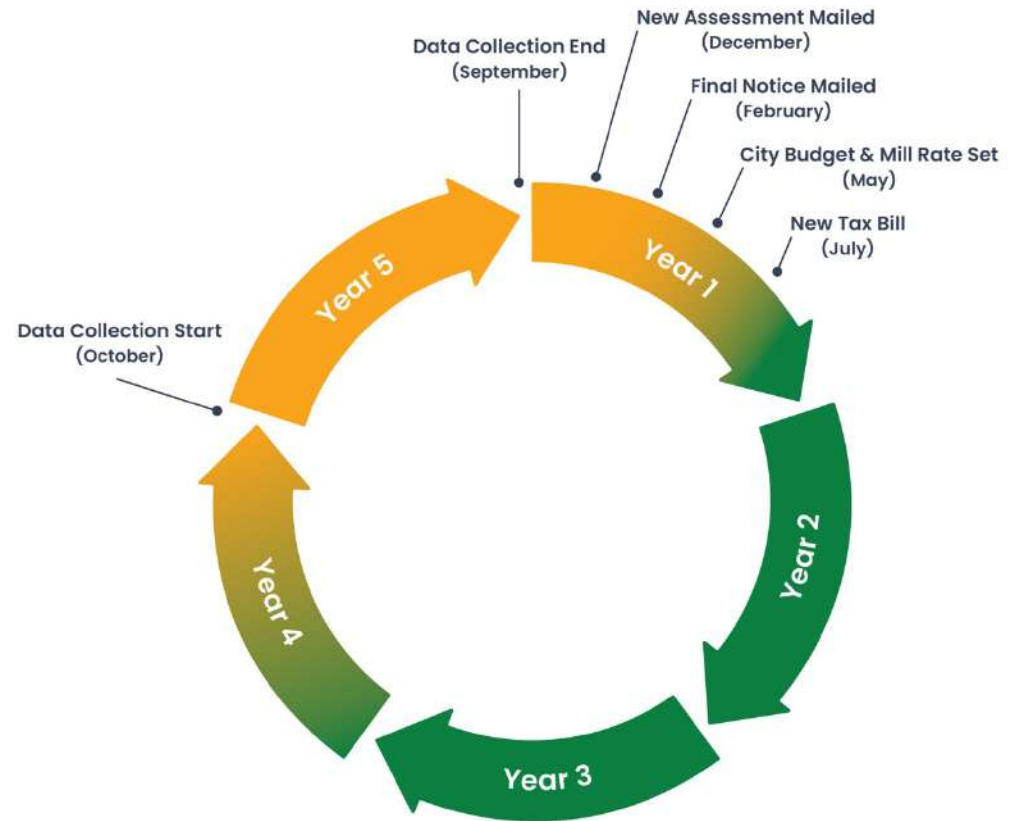 New Assessment Mailed
(December)
Data Collection End
(September)
Final Notice Mailed
(February)
City Budget & Mill Rate Set
(May)
New Tax Bill
(July)
Year 1
Year 5
Data Collection Start
(October)
Year 2
Year 4
Year 3